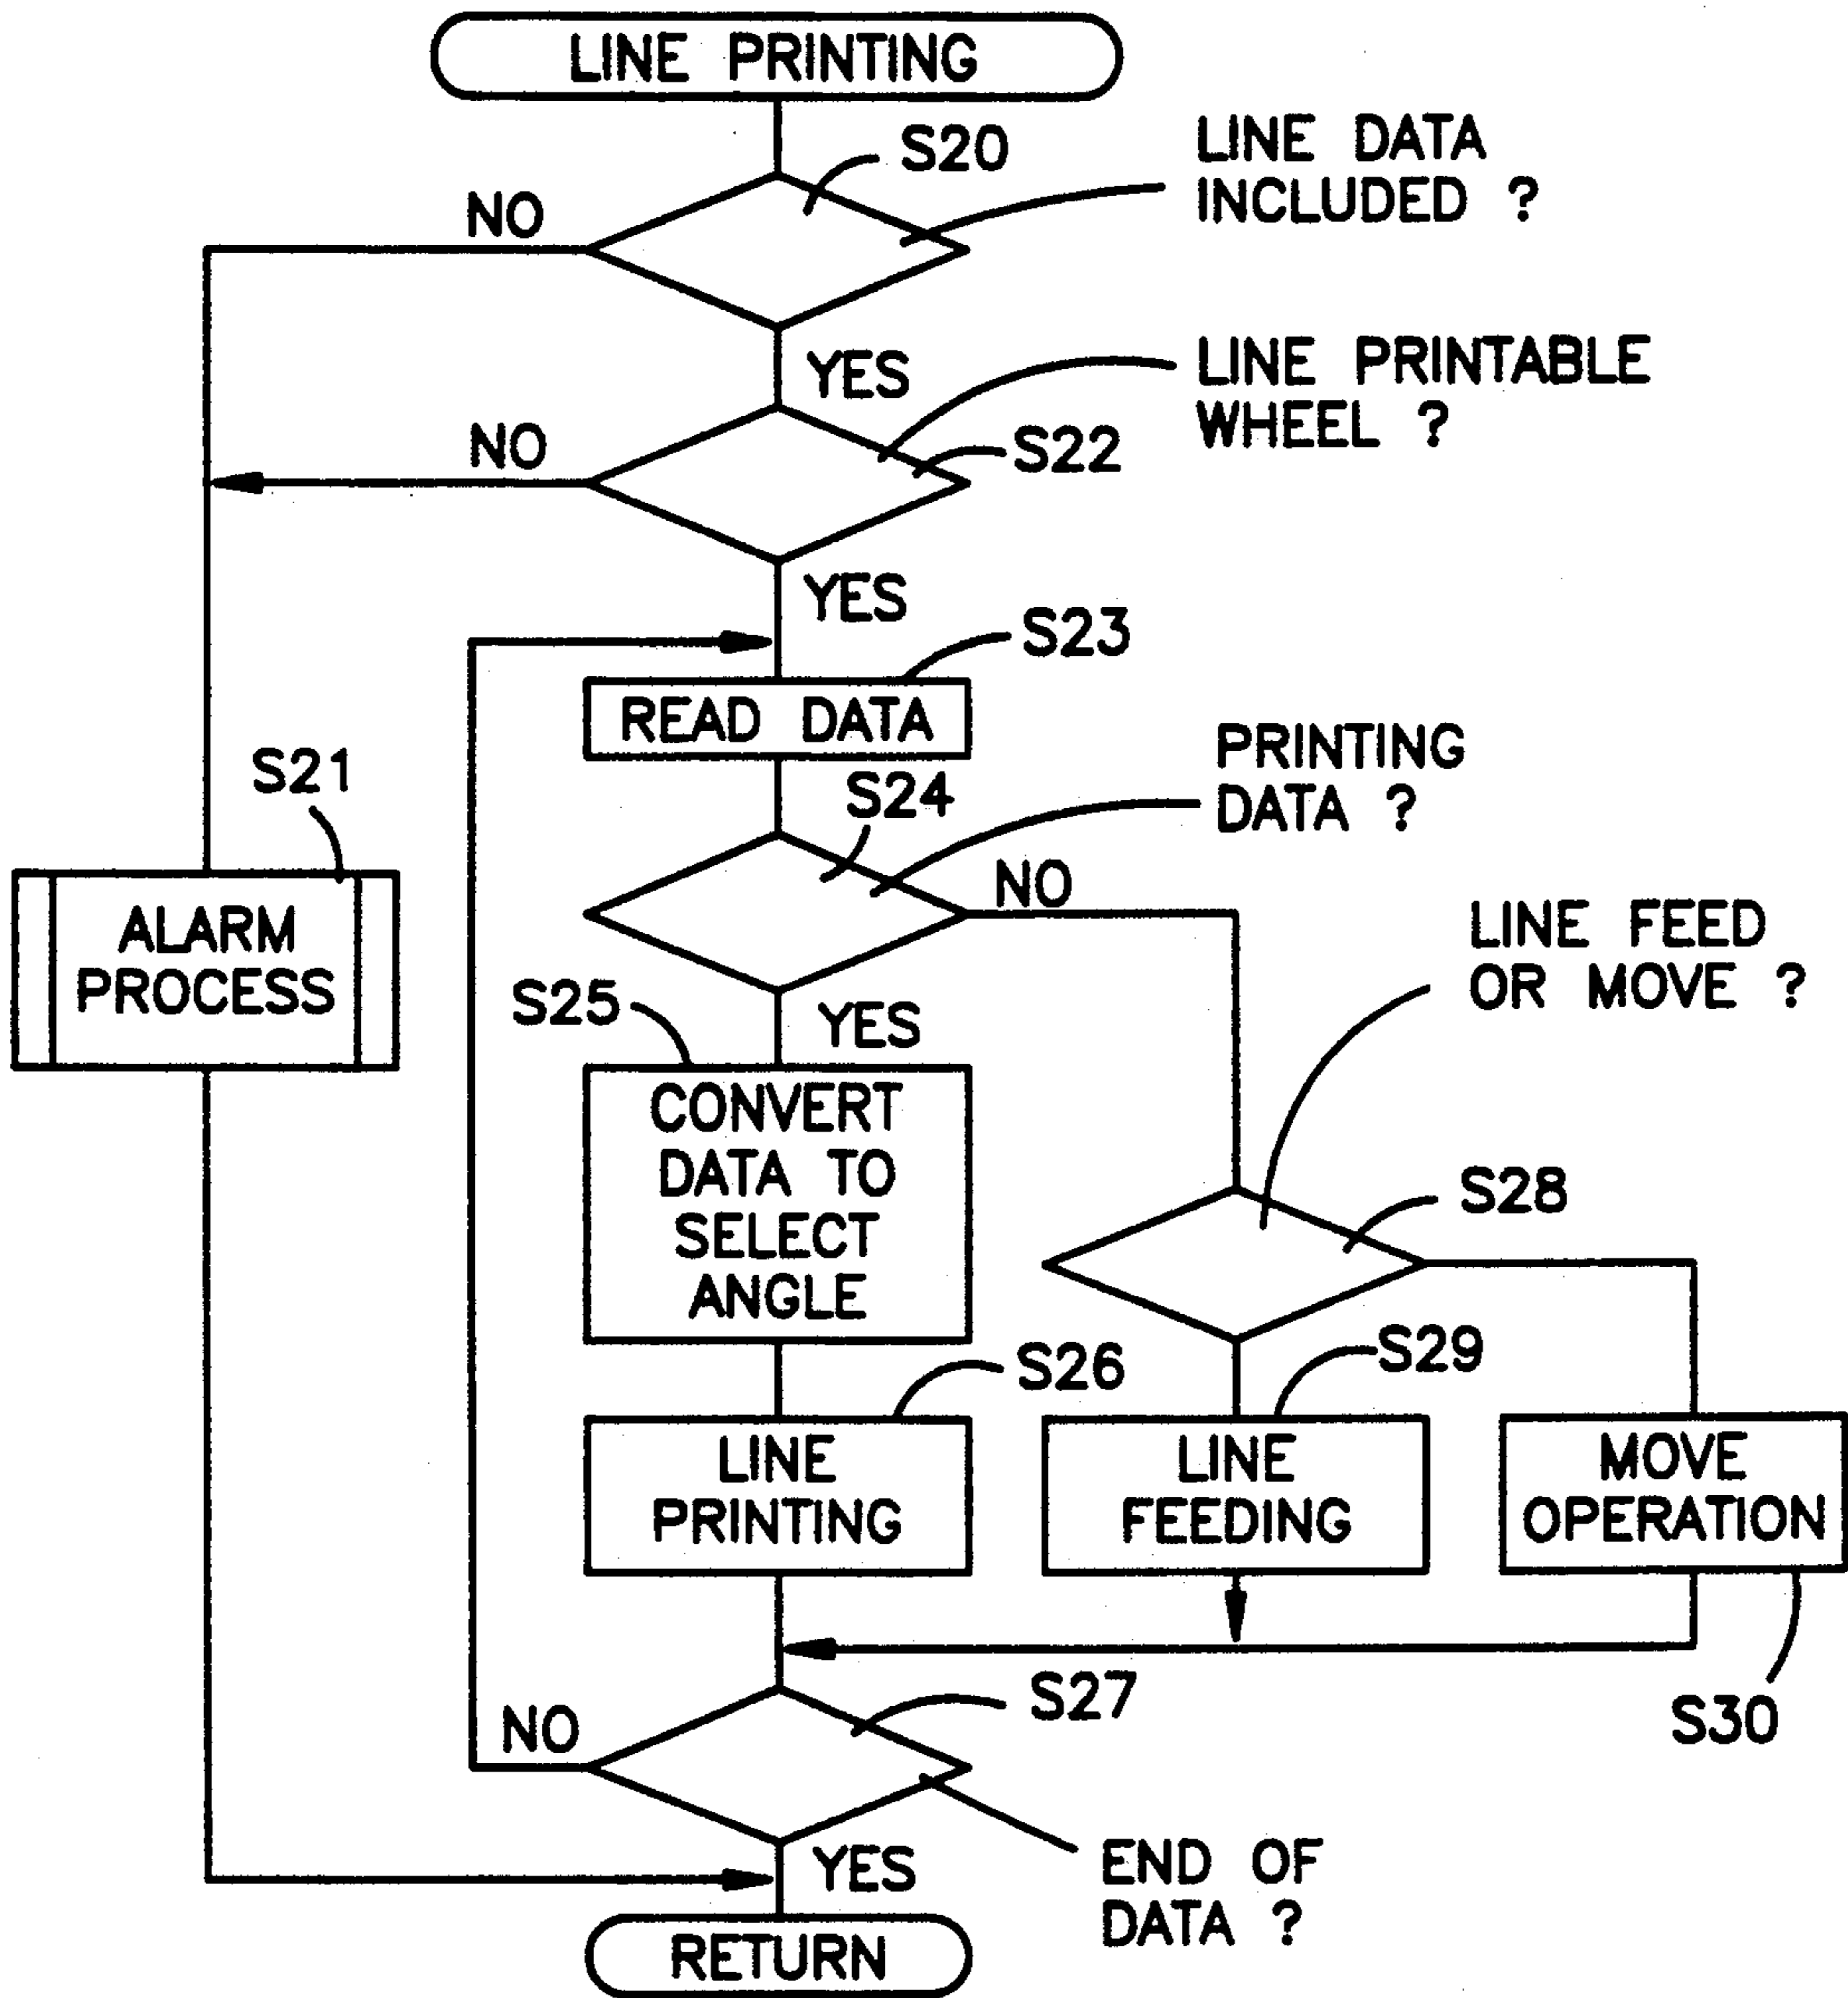 LINE PRINTING
S20
LINE DATA
INCLUDED ?
NO
YES
LINE PRINTABLE
WHEEL ?
NO
S22
YES
S23
READ DATA
PRINTING
DATA ?
S21
S24
NO
ALARM
PROCESS
LINE FEED
OR MOVE ?
S25
YES
CONVERT
DATA TO
SELECT
ANGLE
S28
S26
S29
LINE
PRINTING
LINE
FEEDING
MOVE
OPERATION
S27
S30
NO
YES
END OF
DATA ?
RETURN